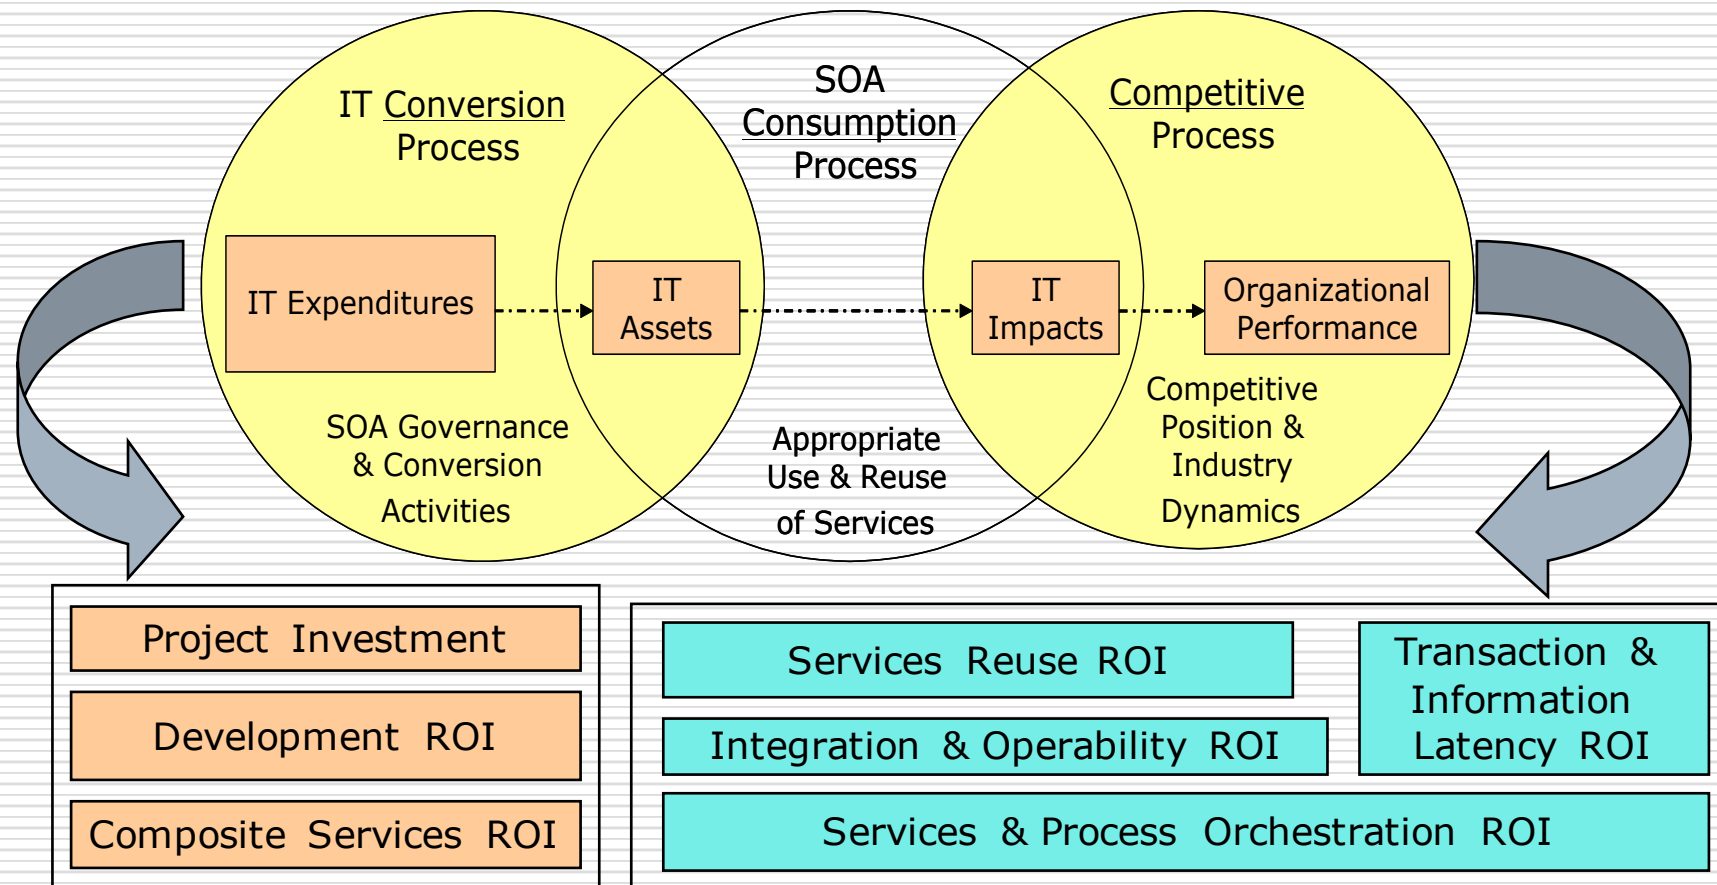 IT Conversion
Process
SOA
Consumption
Process
Competitive
Process
IT Expenditures
IT
Assets
IT
Impacts
Organizational
Performance
SOA Governance
& Conversion
Activities
Appropriate
Use & Reuse
of Services
Competitive
Position &
Industry
Dynamics
Project Investment
Development ROI
Composite Services ROI
Services Reuse ROI
Integration & Operability ROI
Transaction &
Information
Latency ROI
Services & Process Orchestration ROI